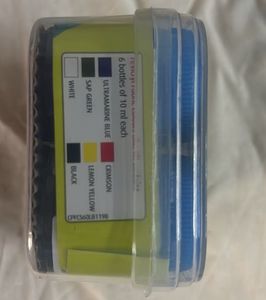 6 bottles of 10 ml each
ULTRAMARINE BLUE
SAP GREEN
WHITE
CRIMSON
LEMON YELLOW
BLACK